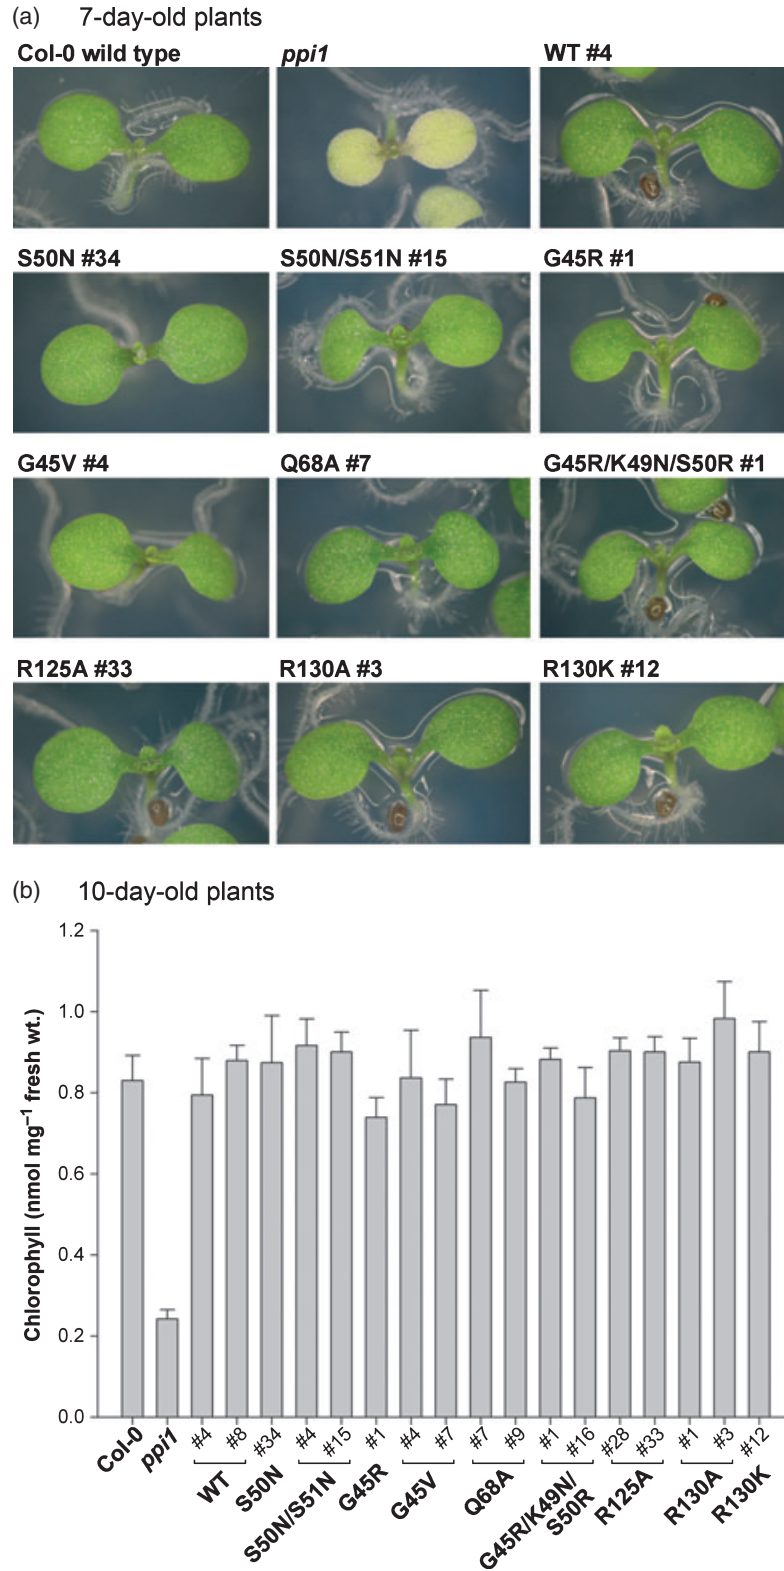 (a) 7-day-old plants
Col-0 wild type ppi1 WT #4
S50N #34 S50N/S51N #15 G45R #1
G45V #4 Q68A #7 G45R/K49N/S50R #1
R125A #33 R130A #3 R130K #12
(b) 10-day-old plants
Chlorophyll (nmol mg⁻¹ fresh wt.)
1.2
1.0
0.8
0.6
0.4
0.2
0.0
Col-0 ppi1 #4 #8 #34 #4 #15 #1 #4 #7 #7 #9 #1 #16 #28 #33 #1 #3 #12
WT S50N S50N/S51N G45R G45V Q68A G45R/K49N/ R125A R130A R130K
S50R